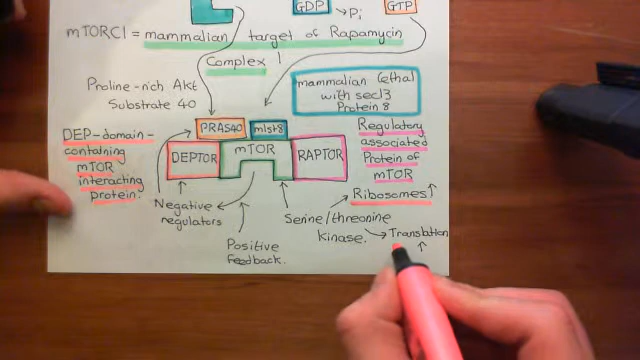 GDP → Pi
GTP
mTORC1 = mammalian target of Rapamycin
Complex 1
Proline-rich Akt
Substrate 40
mammalian lethal
with sec13
Protein 8
DEP-domain-
containing
mTOR
interacting
protein.
PRAS40
mlst8
DEPTOR
mTOR
RAPTOR
Regulatory
associated
Protein of
mTOR
Ribosomes ↑
Negative
regulators
Serine/threonine
Kinase.
Translation
↑
Positive
feedback.